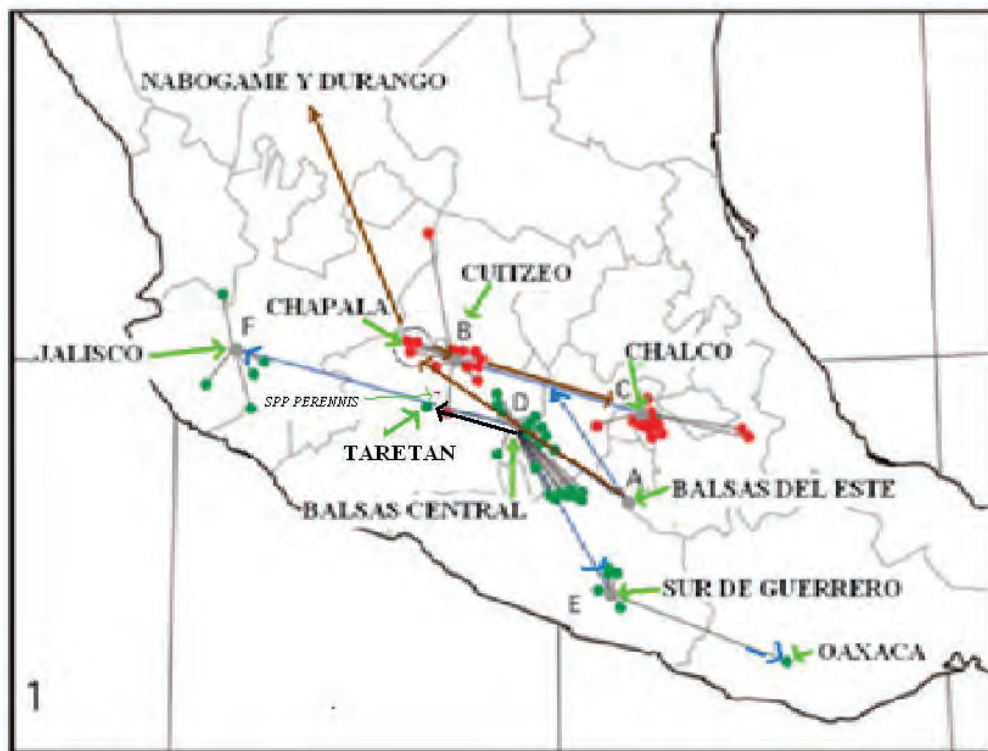 NABOGAME Y DURANGO
CUITZEO
CHAPALA
B
F
JALISCO
CHALCO
C
SPP PERENNIS
D
TARETAN
A
BALSAS DEL ESTE
BALSAS CENTRAL
SUR DE GUERRERO
E
OAXACA
1